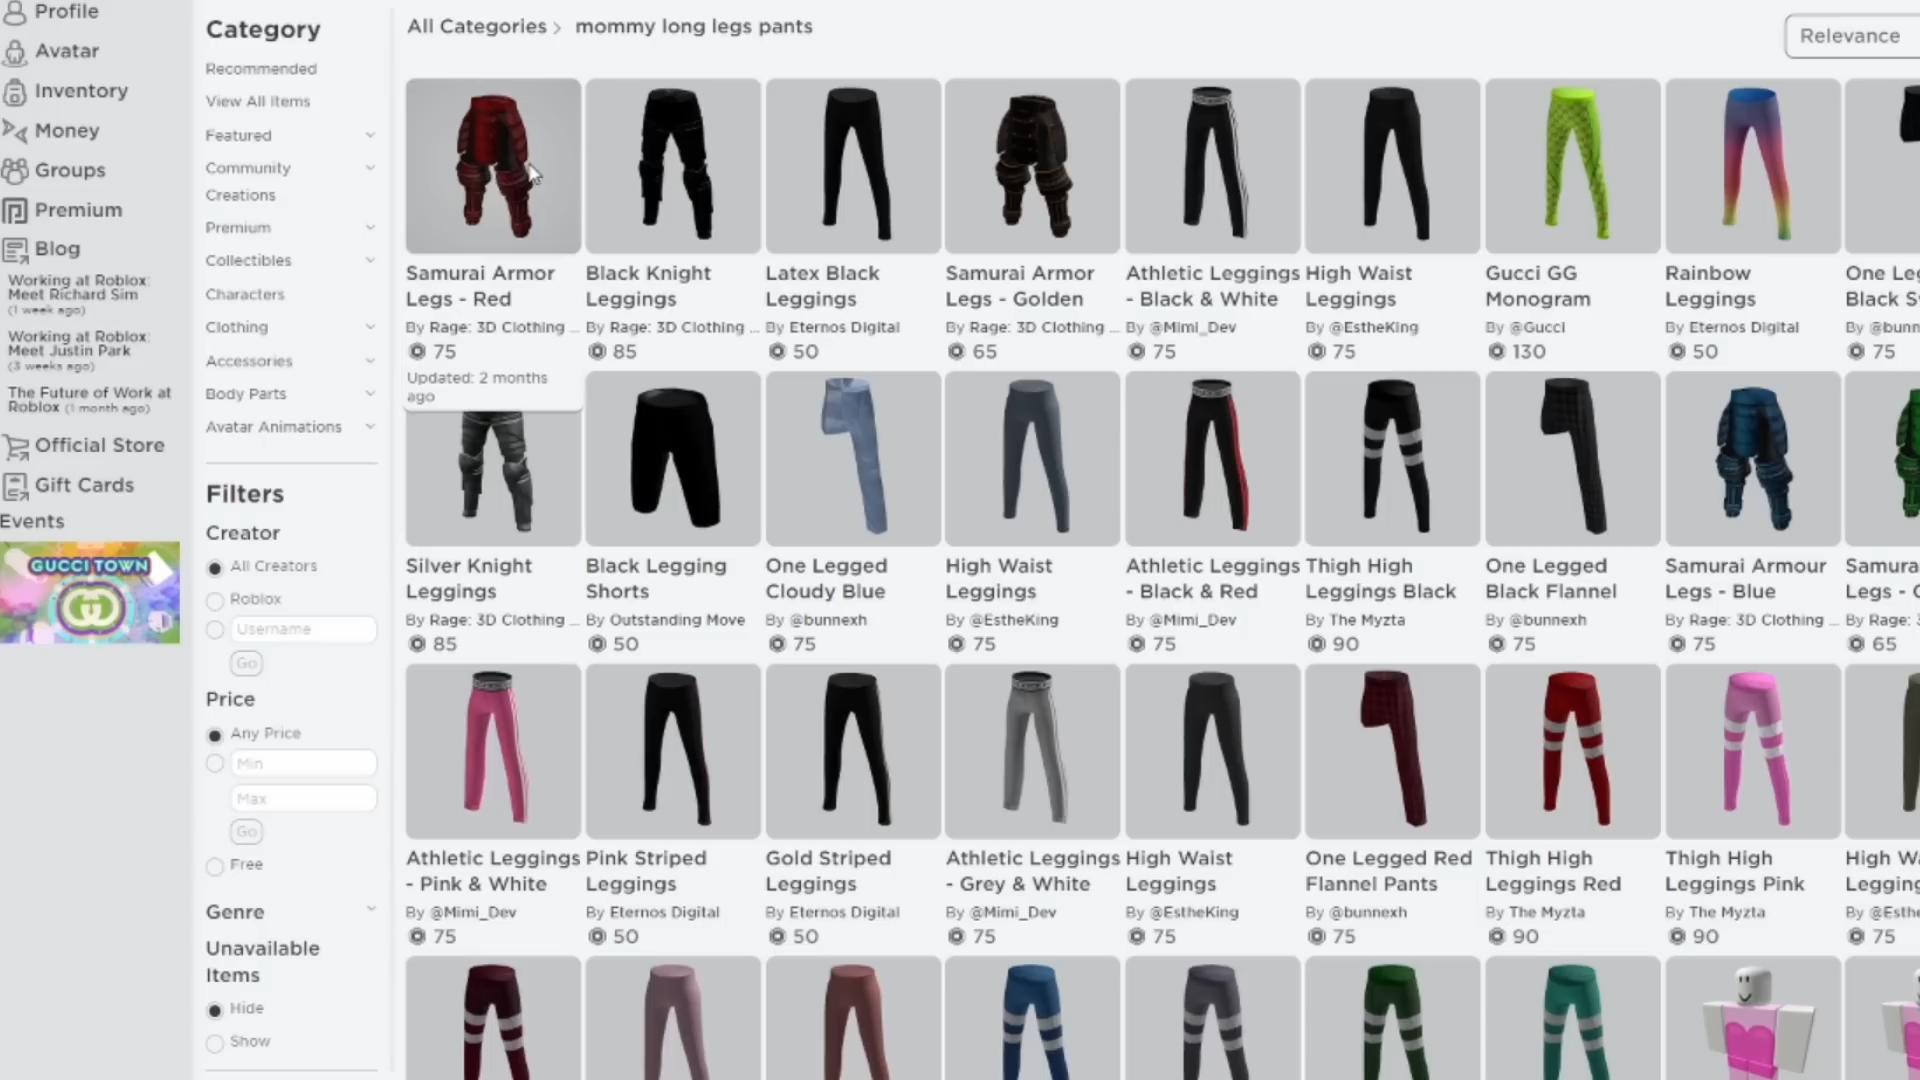 Profile
Avatar
Inventory
Money
Groups
Premium
Blog
Working at Roblox:
Meet Richard Sim
(1 week ago)
Working at Roblox:
Meet Justin Park
(3 weeks ago)
The Future of Work at
Roblox (1 month ago)
Official Store
Gift Cards
Events
GUCCI TOWN
Category
Recommended
View All Items
Featured
Community
Creations
Premium
Collectibles
Characters
Clothing
Accessories
Body Parts
Avatar Animations
Filters
Creator
All Creators
Roblox
Username
Go
Price
Any Price
Min
Max
Go
Free
Genre
Unavailable
Items
Hide
Show
All Categories > mommy long legs pants
Relevance
Samurai Armor
Legs - Red
By Rage: 3D Clothing ...
75
Updated: 2 months
ago
Black Knight
Leggings
By Rage: 3D Clothing ...
85
Latex Black
Leggings
By Eternos Digital
50
Samurai Armor
Legs - Golden
By Rage: 3D Clothing ...
65
Athletic Leggings
- Black & White
By @Mimi_Dev
75
High Waist
Leggings
By @EstheKing
75
Gucci GG
Monogram
By @Gucci
130
Rainbow
Leggings
By Eternos Digital
50
One Leg
Black S
By @bunn
75
Silver Knight
Leggings
By Rage: 3D Clothing ...
85
Black Legging
Shorts
By Outstanding Move
50
One Legged
Cloudy Blue
By @bunnexh
75
High Waist
Leggings
By @EstheKing
75
Athletic Leggings
- Black & Red
By @Mimi_Dev
75
Thigh High
Leggings Black
By The Myzta
90
One Legged
Black Flannel
By @bunnexh
75
Samurai Armour
Legs - Blue
By Rage: 3D Clothing ...
75
Samura
Legs -
By Rage:
65
Athletic Leggings
- Pink & White
By @Mimi_Dev
75
Pink Striped
Leggings
By Eternos Digital
50
Gold Striped
Leggings
By Eternos Digital
50
Athletic Leggings
- Grey & White
By @Mimi_Dev
75
High Waist
Leggings
By @EstheKing
75
One Legged Red
Flannel Pants
By @bunnexh
75
Thigh High
Leggings Red
By The Myzta
90
Thigh High
Leggings Pink
By The Myzta
90
High Wa
Legging
By @Esthe
75